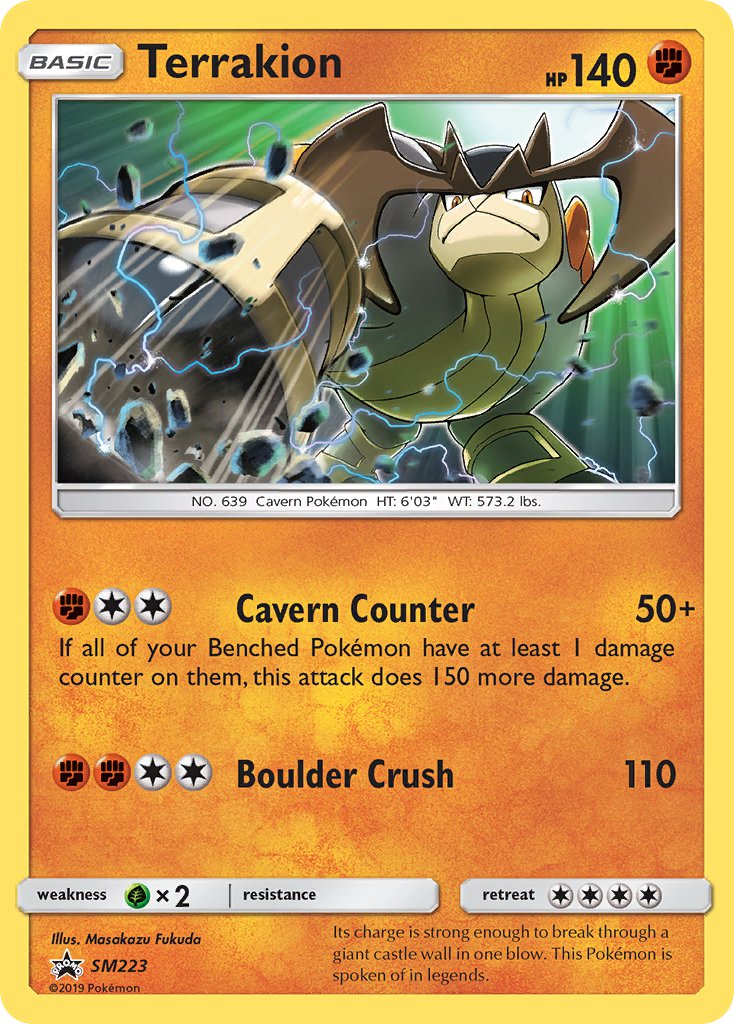 BASIC Terrakion HP 140
NO. 639 Cavern Pokémon HT: 6'03" WT: 573.2 lbs.
Cavern Counter 50+
If all of your Benched Pokémon have at least 1 damage
counter on them, this attack does 150 more damage.
Boulder Crush 110
weakness ×2 resistance retreat
Illus. Masakazu Fukuda
PROMO SM223
©2019 Pokémon
Its charge is strong enough to break through a
giant castle wall in one blow. This Pokémon is
spoken of in legends.